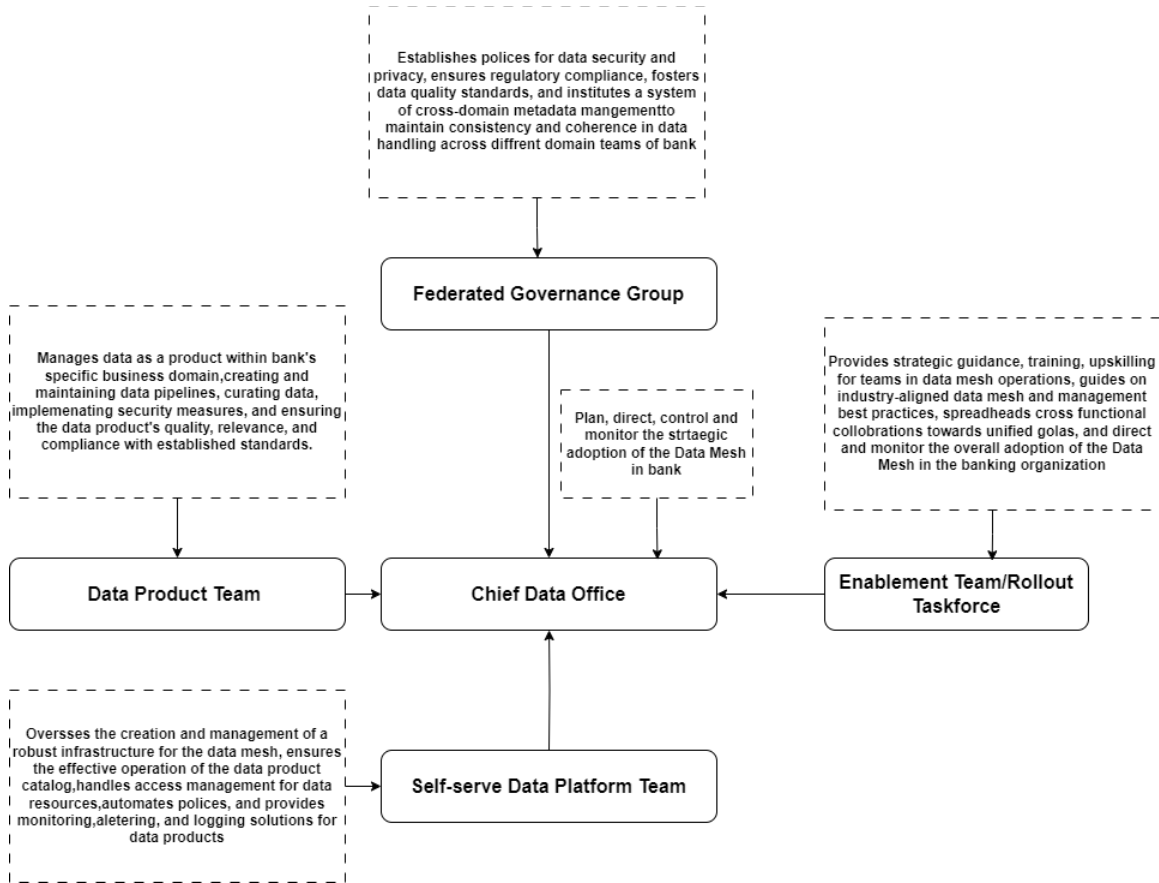 Establishes polices for data security and
privacy, ensures regulatory compliance, fosters
data quality standards, and institutes a system
of cross-domain metadata mangementto
maintain consistency and coherence in data
handling across diffrent domain teams of bank
Federated Governance Group
Manages data as a product within bank's
specific business domain,creating and
maintaining data pipelines, curating data,
implemenating security measures, and ensuring
the data product's quality, relevance, and
compliance with established standards.
Plan, direct, control and
monitor the strtaegic
adoption of the Data Mesh
in bank
Provides strategic guidance, training, upskilling
for teams in data mesh operations, guides on
industry-aligned data mesh and management
best practices, spreadheads cross functional
collobrations towards unified golas, and direct
and monitor the overall adoption of the Data
Mesh in the banking organization
Data Product Team
Chief Data Office
Enablement Team/Rollout
Taskforce
Oversses the creation and management of a
robust infrastructure for the data mesh, ensures
the effective operation of the data product
catalog,handles access management for data
resources,automates polices, and provides
monitoring,aletering, and logging solutions for
data products
Self-serve Data Platform Team